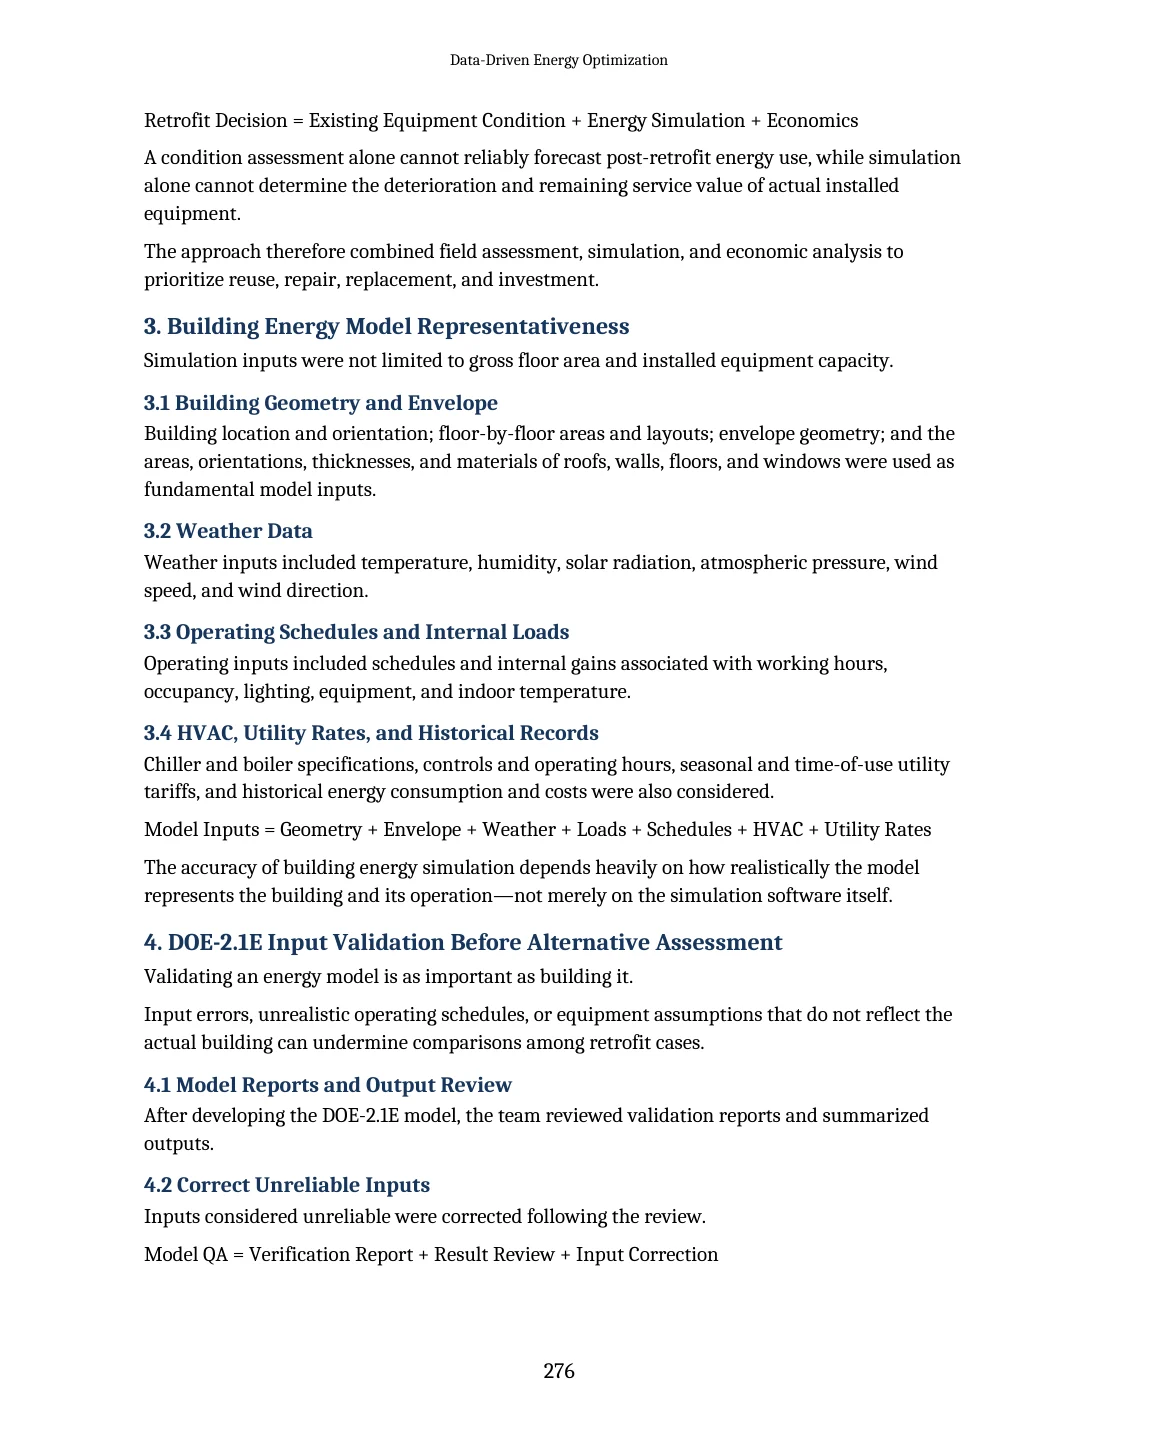 Data-Driven Energy Optimization
Retrofit Decision = Existing Equipment Condition + Energy Simulation + Economics
A condition assessment alone cannot reliably forecast post-retrofit energy use, while simulation
alone cannot determine the deterioration and remaining service value of actual installed
equipment.
The approach therefore combined field assessment, simulation, and economic analysis to
prioritize reuse, repair, replacement, and investment.
3. Building Energy Model Representativeness
Simulation inputs were not limited to gross floor area and installed equipment capacity.
3.1 Building Geometry and Envelope
Building location and orientation; floor-by-floor areas and layouts; envelope geometry; and the
areas, orientations, thicknesses, and materials of roofs, walls, floors, and windows were used as
fundamental model inputs.
3.2 Weather Data
Weather inputs included temperature, humidity, solar radiation, atmospheric pressure, wind
speed, and wind direction.
3.3 Operating Schedules and Internal Loads
Operating inputs included schedules and internal gains associated with working hours,
occupancy, lighting, equipment, and indoor temperature.
3.4 HVAC, Utility Rates, and Historical Records
Chiller and boiler specifications, controls and operating hours, seasonal and time-of-use utility
tariffs, and historical energy consumption and costs were also considered.
Model Inputs = Geometry + Envelope + Weather + Loads + Schedules + HVAC + Utility Rates
The accuracy of building energy simulation depends heavily on how realistically the model
represents the building and its operation—not merely on the simulation software itself.
4. DOE-2.1E Input Validation Before Alternative Assessment
Validating an energy model is as important as building it.
Input errors, unrealistic operating schedules, or equipment assumptions that do not reflect the
actual building can undermine comparisons among retrofit cases.
4.1 Model Reports and Output Review
After developing the DOE-2.1E model, the team reviewed validation reports and summarized
outputs.
4.2 Correct Unreliable Inputs
Inputs considered unreliable were corrected following the review.
Model QA = Verification Report + Result Review + Input Correction
276